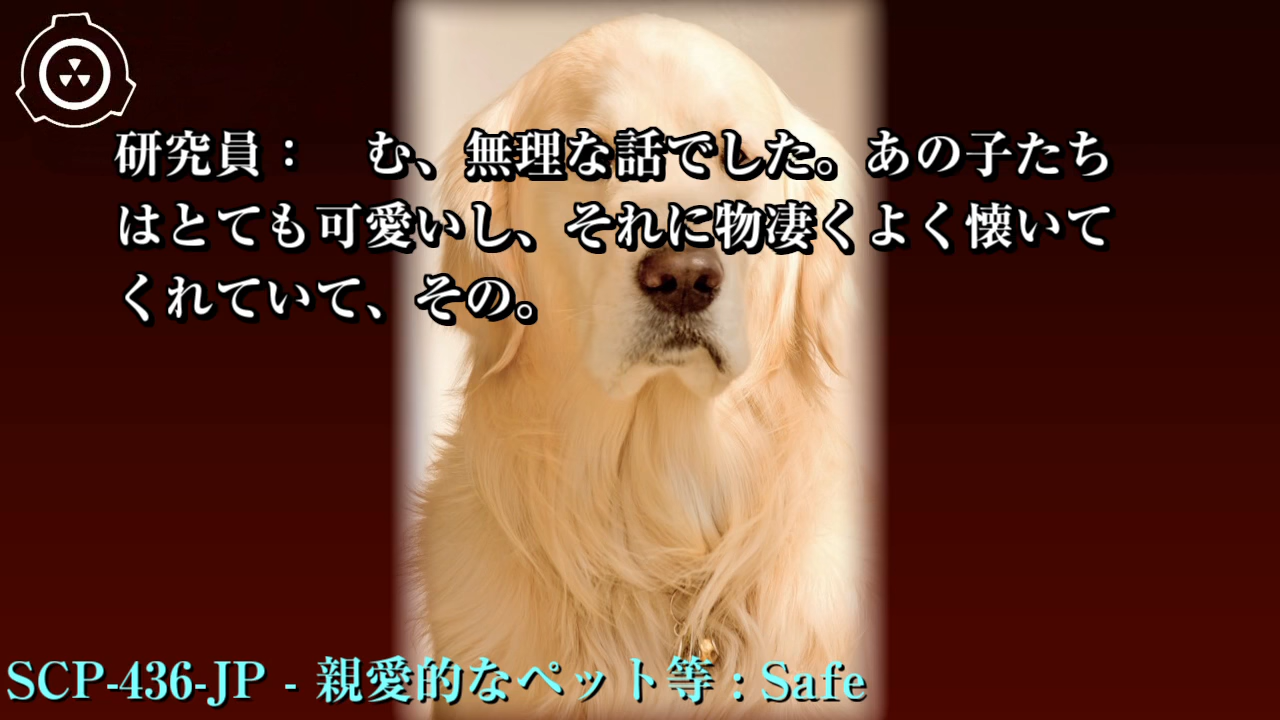 研究員：　む、無理な話でした。あの子たち
はとても可愛いし、それに物凄くよく懐いて
くれていて、その。
SCP-436-JP - 親愛的なペット等：Safe